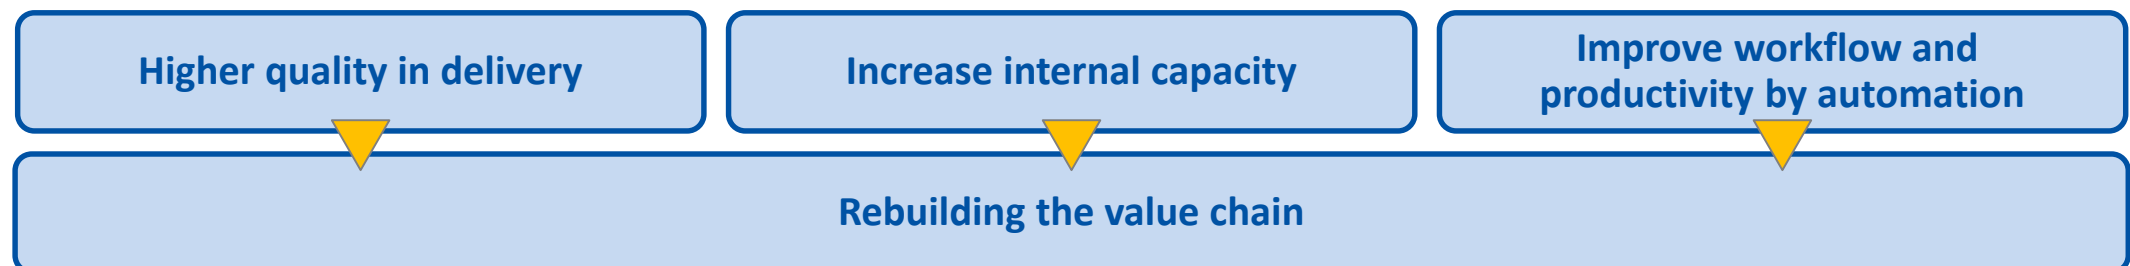 Higher quality in delivery
Increase internal capacity
Improve workflow and
productivity by automation
Rebuilding the value chain